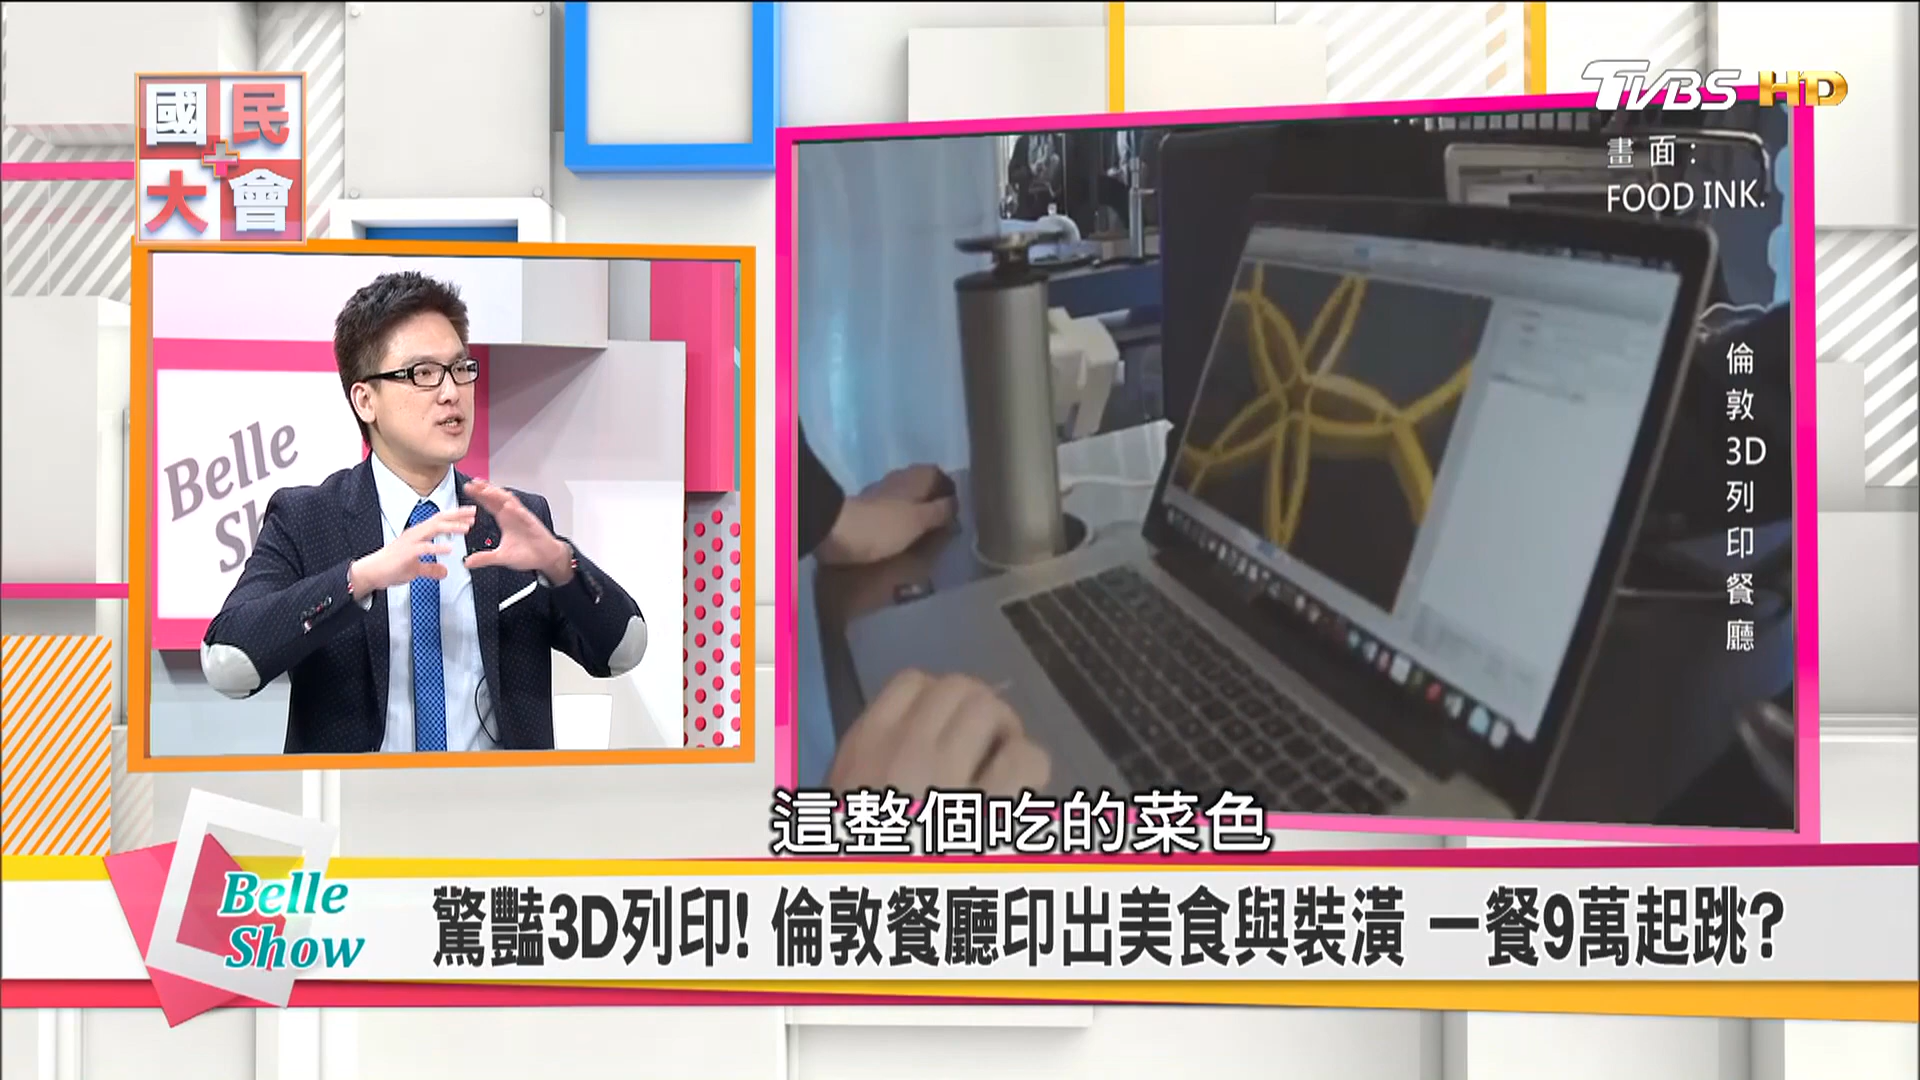 國民
大會
TVBS HD
畫面：
FOOD INK.
倫敦3D列印餐廳
Belle
Sh
這整個吃的菜色
Belle
Show
驚豔3D列印! 倫敦餐廳印出美食與裝潢 一餐9萬起跳?